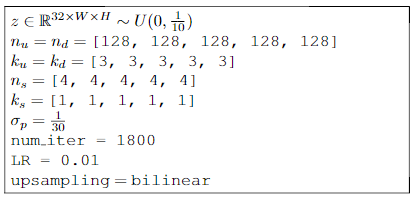 z ∈ ℝ^{32×W×H} ∼ U(0, 1/10)
n_u = n_d = [128, 128, 128, 128, 128]
k_u = k_d = [3, 3, 3, 3, 3]
n_s = [4, 4, 4, 4, 4]
k_s = [1, 1, 1, 1, 1]
σ_p = 1/30
num_iter = 1800
LR = 0.01
upsampling = bilinear